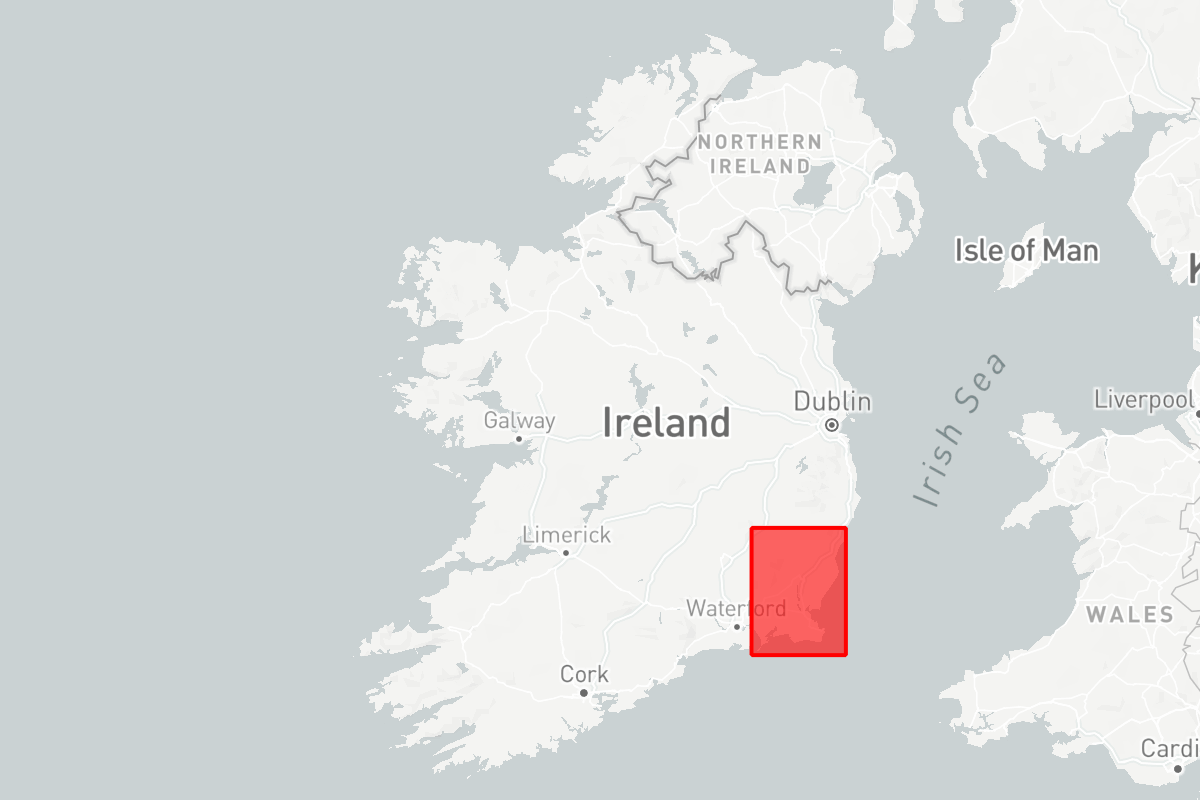 NORTHERN
IRELAND
Isle of Man
Irish Sea
Dublin
Liverpool
Galway
Ireland
Limerick
Waterford
WALES
Cork
Cardi